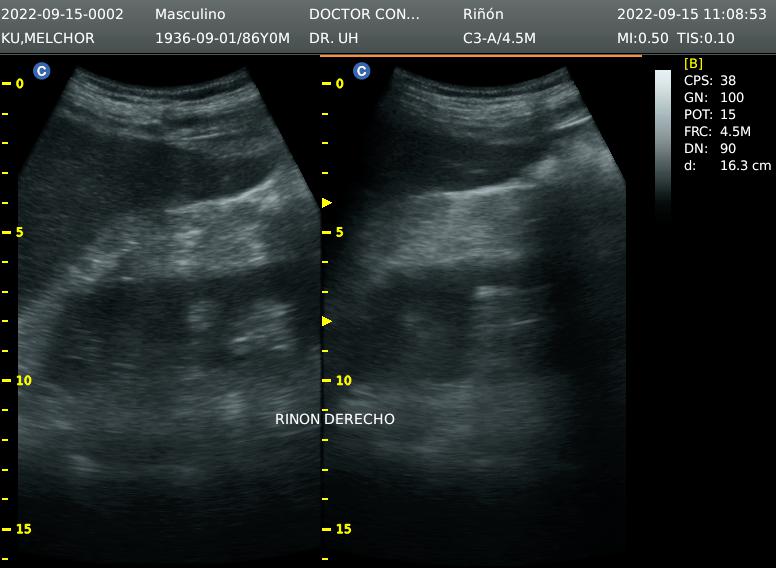 2022-09-15-0002 Masculino DOCTOR CON... Riñón 2022-09-15 11:08:53
KU,MELCHOR 1936-09-01/86Y0M DR. UH C3-A/4.5M MI:0.50 TIS:0.10
C C
[B]
CPS: 38
GN: 100
POT: 15
FRC: 4.5M
DN: 90
d: 16.3 cm
0 0
5 5
10 10
RINON DERECHO
15 15